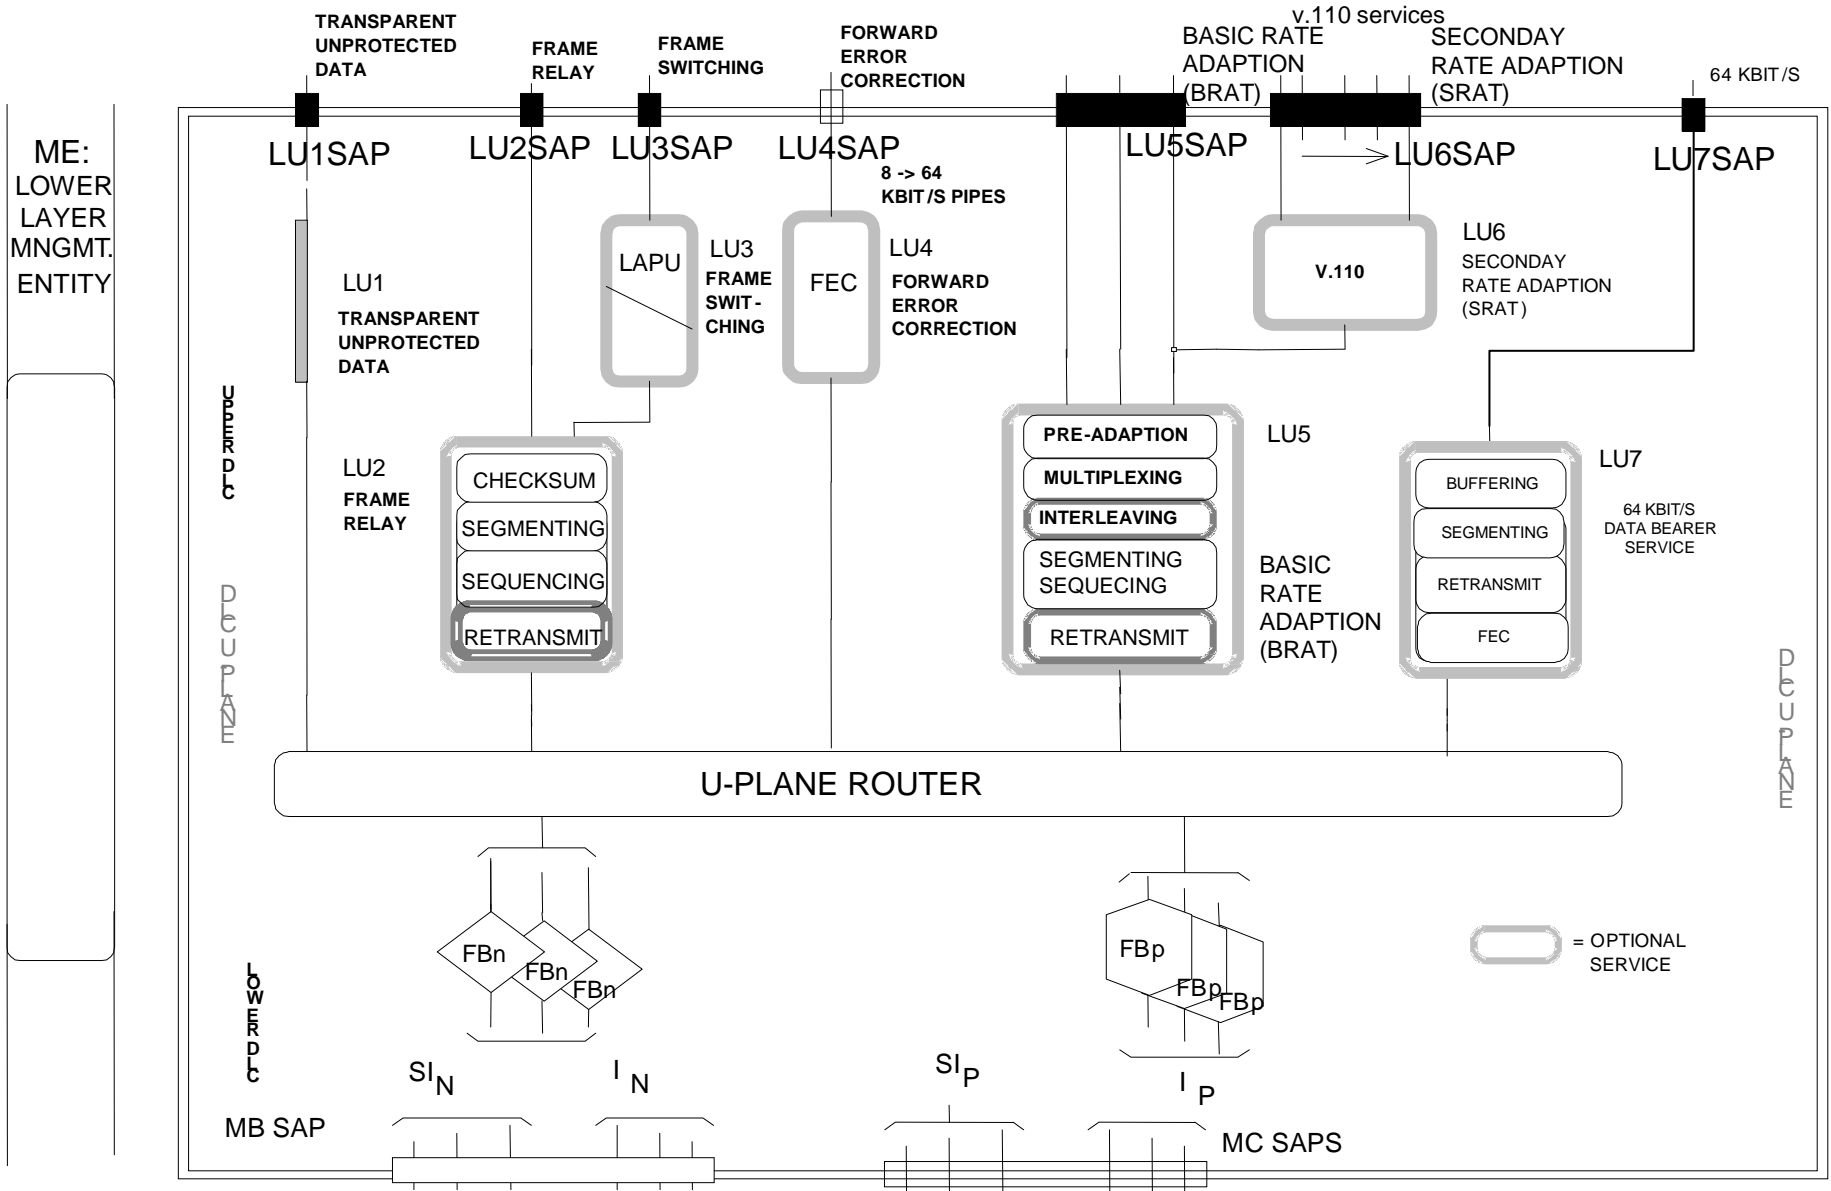 v.110 services
TRANSPARENT
UNPROTECTED
DATA
FRAME
RELAY
FRAME
SWITCHING
FORWARD
ERROR
CORRECTION
BASIC RATE
ADAPTION
(BRAT)
SECONDAY
RATE ADAPTION
(SRAT)
64 KBIT/S
LU1SAP
LU2SAP
LU3SAP
LU4SAP
LU5SAP
LU6SAP
LU7SAP
8 -> 64
KBIT/S PIPES
ME:
LOWER
LAYER
MNGMT.
ENTITY
LU1
TRANSPARENT
UNPROTECTED
DATA
LAPU
LU3
FRAME
SWIT-
CHING
FEC
LU4
FORWARD
ERROR
CORRECTION
V.110
LU6
SECONDAY
RATE ADAPTION
(SRAT)
UPPER DLC
LU2
FRAME
RELAY
CHECKSUM
SEGMENTING
SEQUENCING
RETRANSMIT
PRE-ADAPTION
MULTIPLEXING
INTERLEAVING
SEGMENTING
SEQUECING
RETRANSMIT
LU5
BASIC
RATE
ADAPTION
(BRAT)
BUFFERING
SEGMENTING
RETRANSMIT
FEC
LU7
64 KBIT/S
DATA BEARER
SERVICE
DLC U PLANE
DLC U PLANE
U-PLANE ROUTER
FBn
FBn
FBn
FBp
FBp
FBp
= OPTIONAL
SERVICE
LOWER DLC
SIN
IN
SIP
IP
MB SAP
MC SAPS